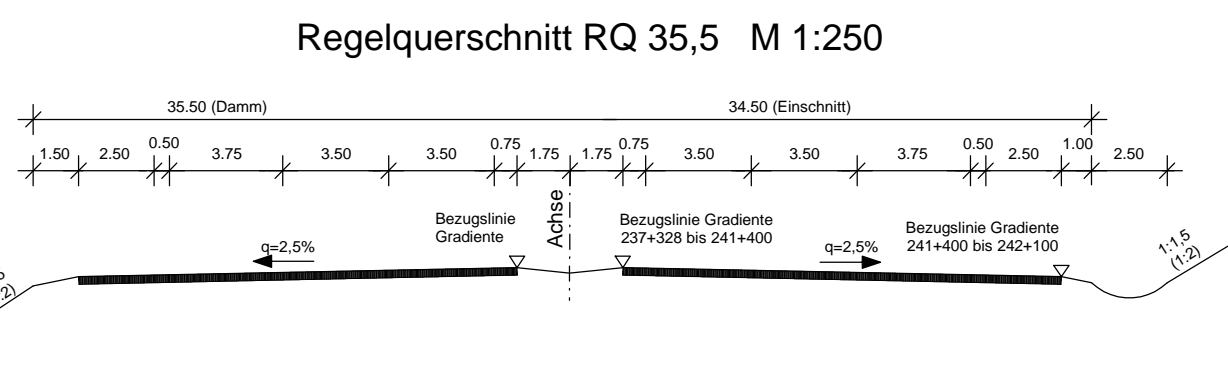 Regelquerschnitt RQ 35,5 M 1:250
35.50 (Damm) 34.50 (Einschnitt)
1.50 2.50 0.50 3.75 3.50 3.50 0.75 1.75 1.75 0.75 3.50 3.50 3.75 0.50 2.50 1.00 2.50
Achse
Bezugslinie
Gradiente
Bezugslinie Gradiente
237+328 bis 241+400
Bezugslinie Gradiente
241+400 bis 242+100
q=2,5%
q=2,5%
1:1,5
(1:2)